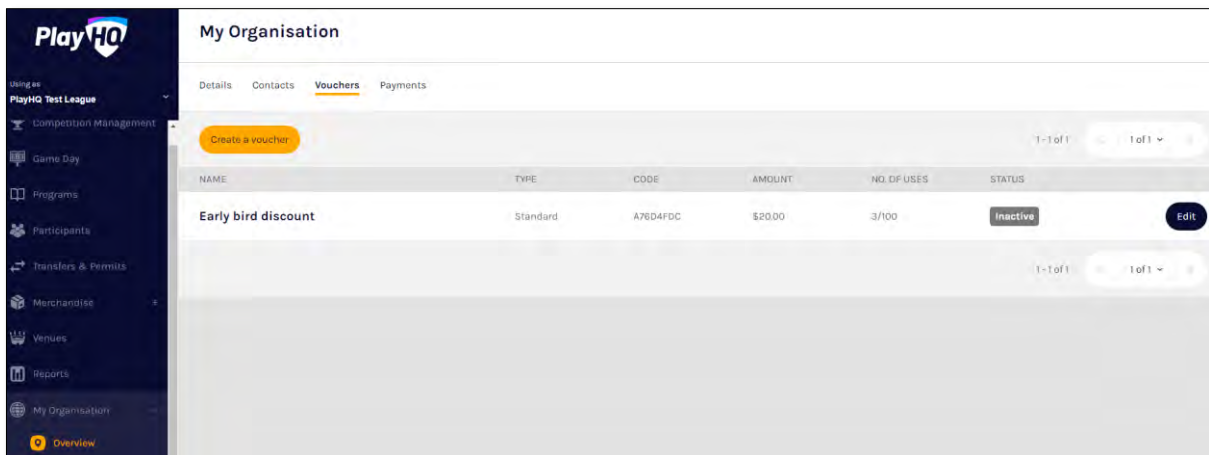 PlayHQ
Using as
PlayHQ Test League
Competition Management
Game Day
Programs
Participants
Transfers & Permits
Merchandise
Venues
Reports
My Organisation
Overview
My Organisation
Details Contacts Vouchers Payments
Create a voucher 1 - 1 of 1 1 of 1
NAME TYPE CODE AMOUNT NO. OF USES STATUS
Early bird discount Standard A76D4FDC $20.00 3/100 Inactive Edit
1 - 1 of 1 1 of 1